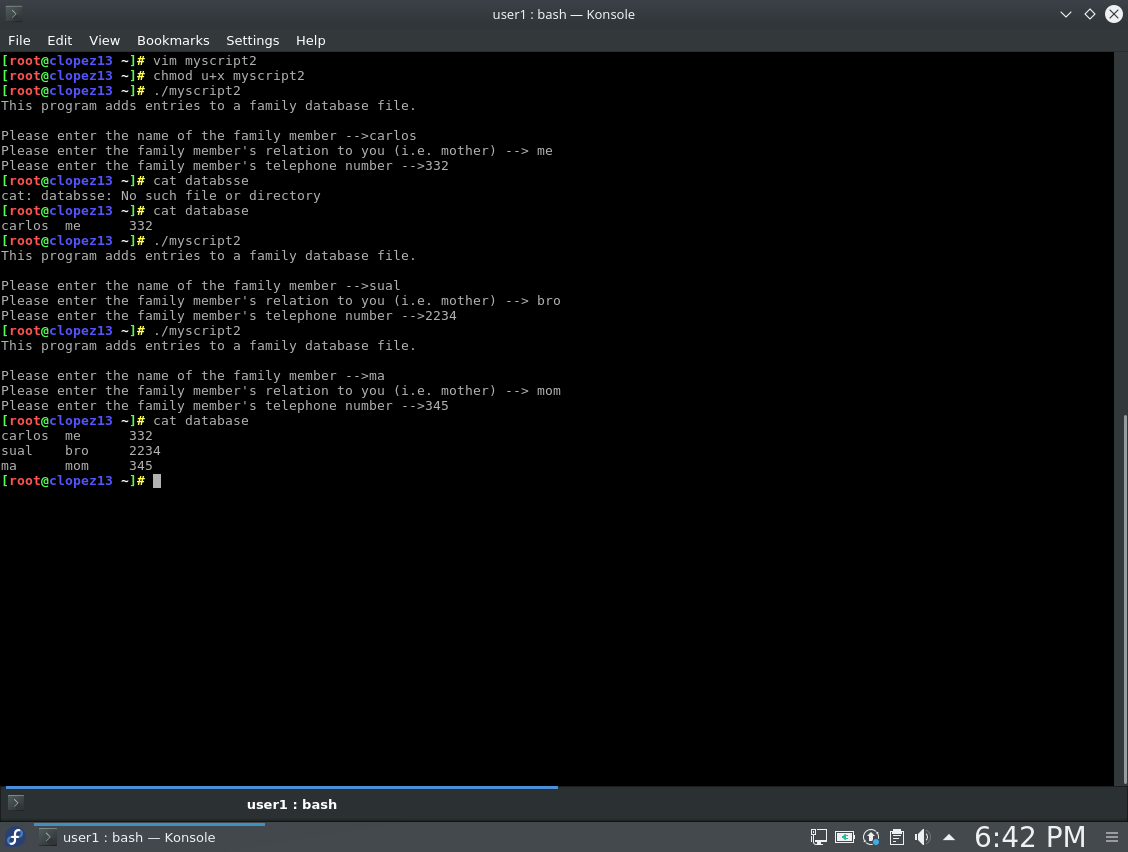 user1 : bash — Konsole
File Edit View Bookmarks Settings Help
[root@clopez13 ~]# vim myscript2
[root@clopez13 ~]# chmod u+x myscript2
[root@clopez13 ~]# ./myscript2
This program adds entries to a family database file.
Please enter the name of the family member -->carlos
Please enter the family member's relation to you (i.e. mother) --> me
Please enter the family member's telephone number -->332
[root@clopez13 ~]# cat databsse
cat: databsse: No such file or directory
[root@clopez13 ~]# cat database
carlos  me      332
[root@clopez13 ~]# ./myscript2
This program adds entries to a family database file.
Please enter the name of the family member -->sual
Please enter the family member's relation to you (i.e. mother) --> bro
Please enter the family member's telephone number -->2234
[root@clopez13 ~]# ./myscript2
This program adds entries to a family database file.
Please enter the name of the family member -->ma
Please enter the family member's relation to you (i.e. mother) --> mom
Please enter the family member's telephone number -->345
[root@clopez13 ~]# cat database
carlos  me      332
sual    bro     2234
ma      mom     345
[root@clopez13 ~]#
user1 : bash
user1 : bash — Konsole
6:42 PM